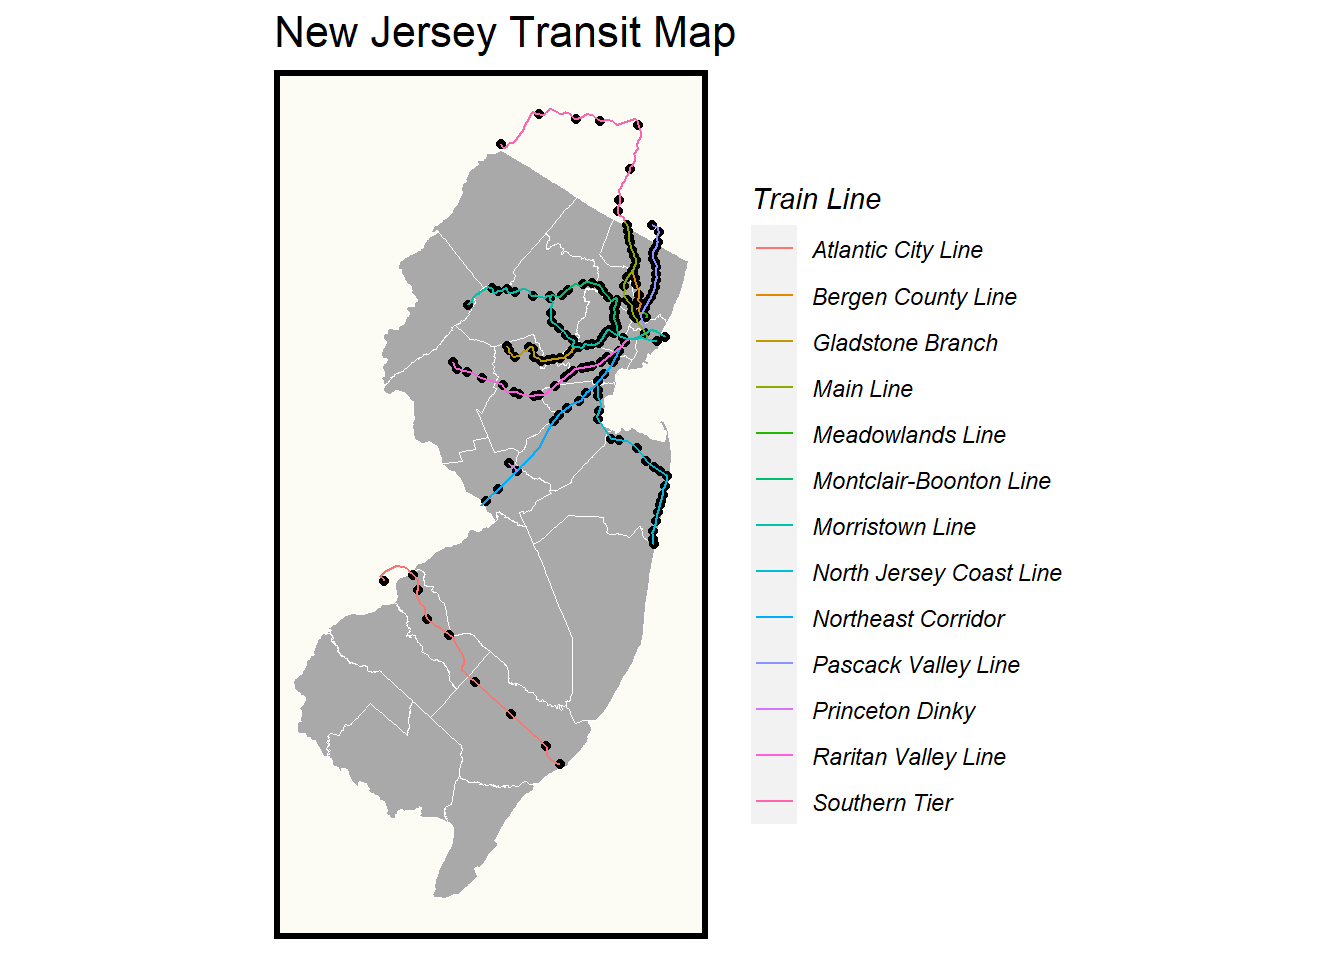 New Jersey Transit Map
Train Line
Atlantic City Line
Bergen County Line
Gladstone Branch
Main Line
Meadowlands Line
Montclair-Boonton Line
Morristown Line
North Jersey Coast Line
Northeast Corridor
Pascack Valley Line
Princeton Dinky
Raritan Valley Line
Southern Tier